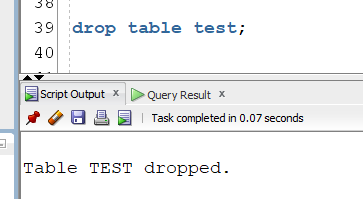 38
39 drop table test;
40
Script Output x Query Result x
Task completed in 0.07 seconds
Table TEST dropped.